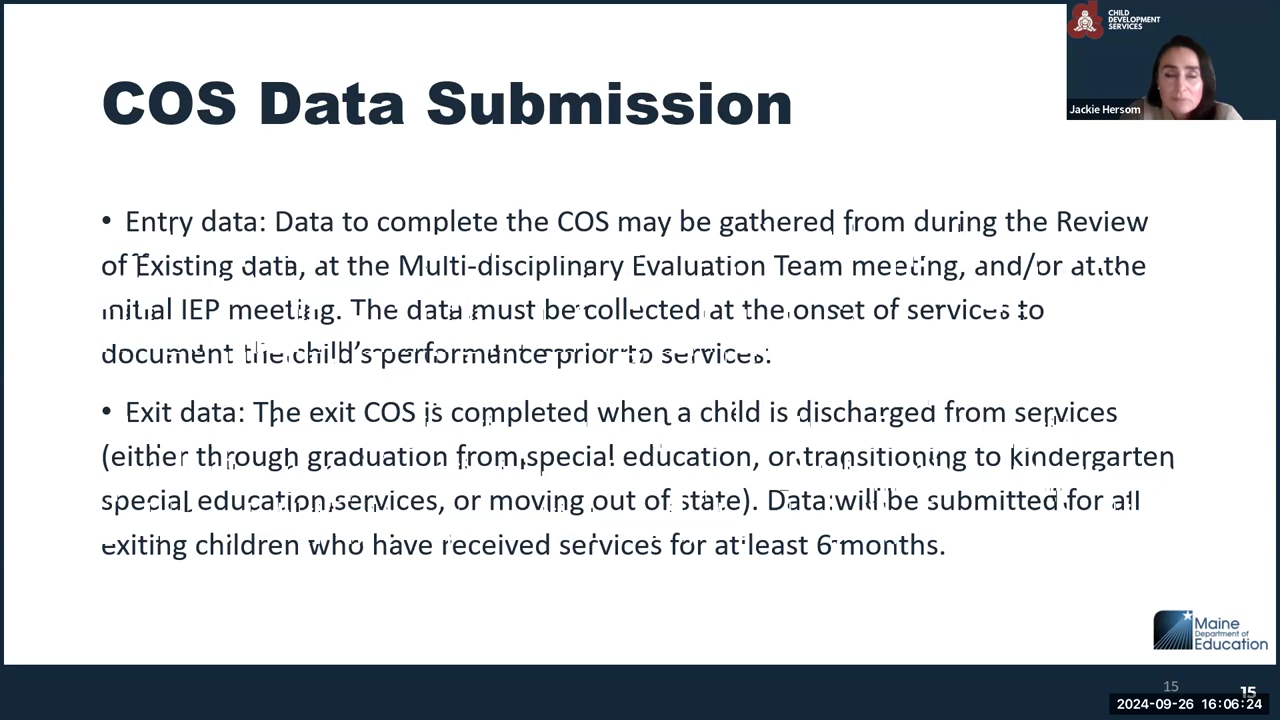 CHILD
DEVELOPMENT
SERVICES
Jackie Hersom
COS Data Submission
• Entry data: Data to complete the COS may be gathered from during the Review
of Existing data, at the Multi-disciplinary Evaluation Team meeting, and/or at the
initial IEP meeting. The data must be collected at the onset of services to
document the child's performance prior to services.
• Exit data: The exit COS is completed when a child is discharged from services
(either through graduation from special education, or transitioning to kindergarten
special education services, or moving out of state). Data will be submitted for all
exiting children who have received services for at least 6 months.
Maine
Department of
Education
15
15
2024-09-26 16:06:24